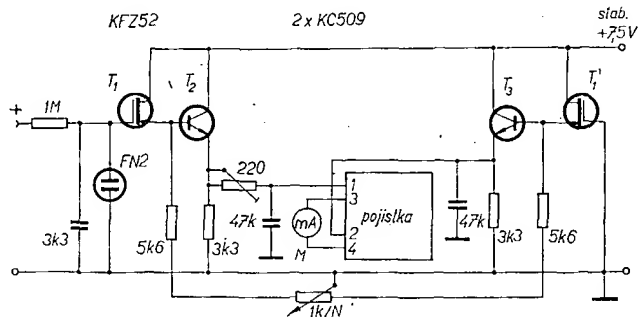 KFZ52
2 x KC509
stab.
+7,5V
T1
T2
T3
T1'
+
1M
FN2
220
1
3
2
4
pojistka
mA
M
3k3
5k6
3k3
47k
47k
3k3
5k6
1k/N